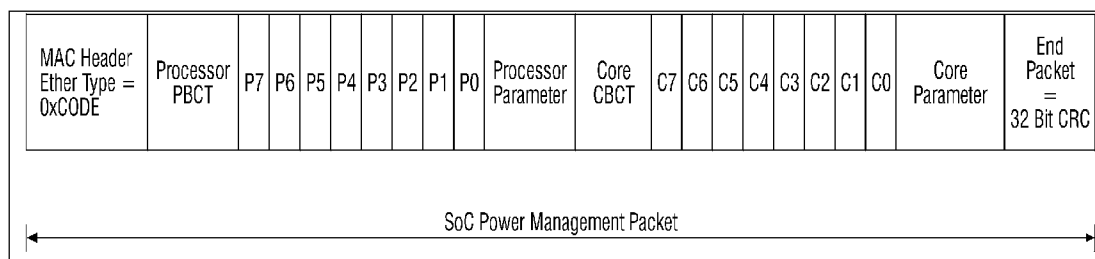 MAC Header
Ether Type =
0xCODE
Processor
PBCT
P7
P6
P5
P4
P3
P2
P1
P0
Processor
Parameter
Core
CBCT
C7
C6
C5
C4
C3
C2
C1
C0
Core
Parameter
End
Packet
=
32 Bit CRC
SoC Power Management Packet